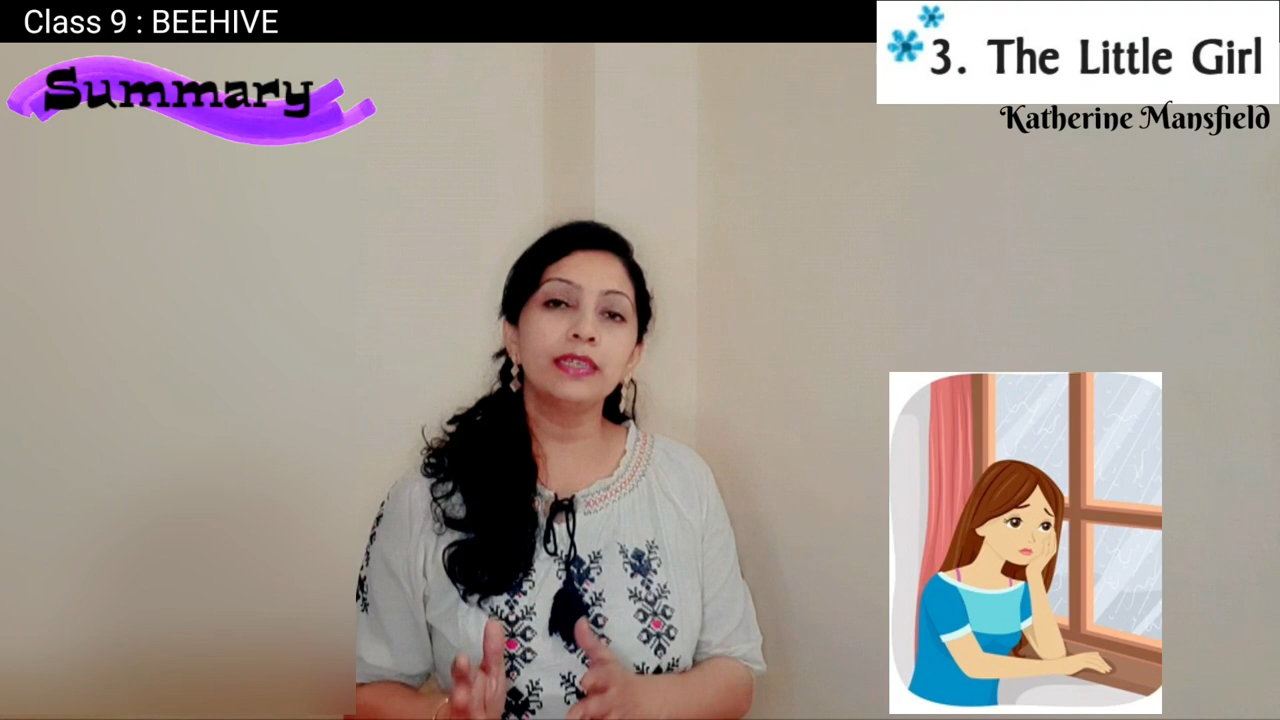 Class 9 : BEEHIVE
Summary
3. The Little Girl
Katherine Mansfield